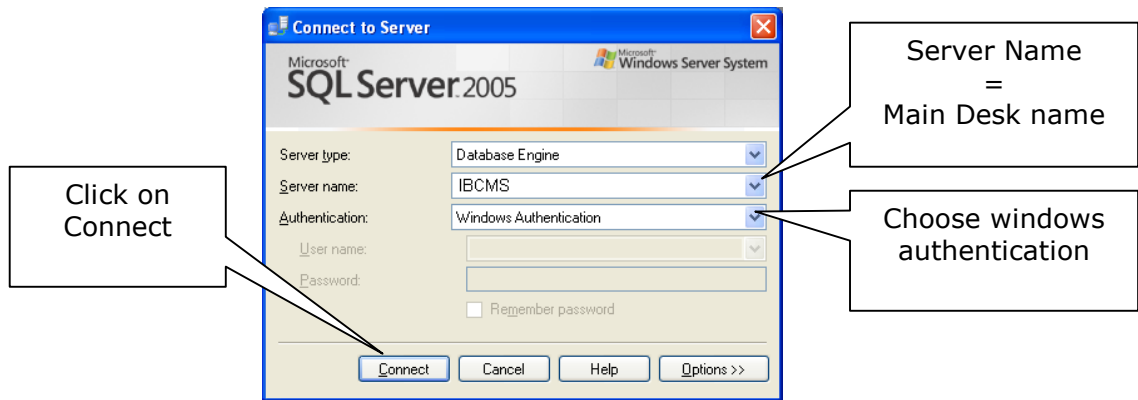 Connect to Server
Microsoft
SQL Server 2005
Microsoft
Windows Server System
Server Name
=
Main Desk name
Server type:
Database Engine
Server name:
IBCMS
Authentication:
Windows Authentication
User name:
Password:
Remember password
Connect
Cancel
Help
Options >>
Click on
Connect
Choose windows
authentication